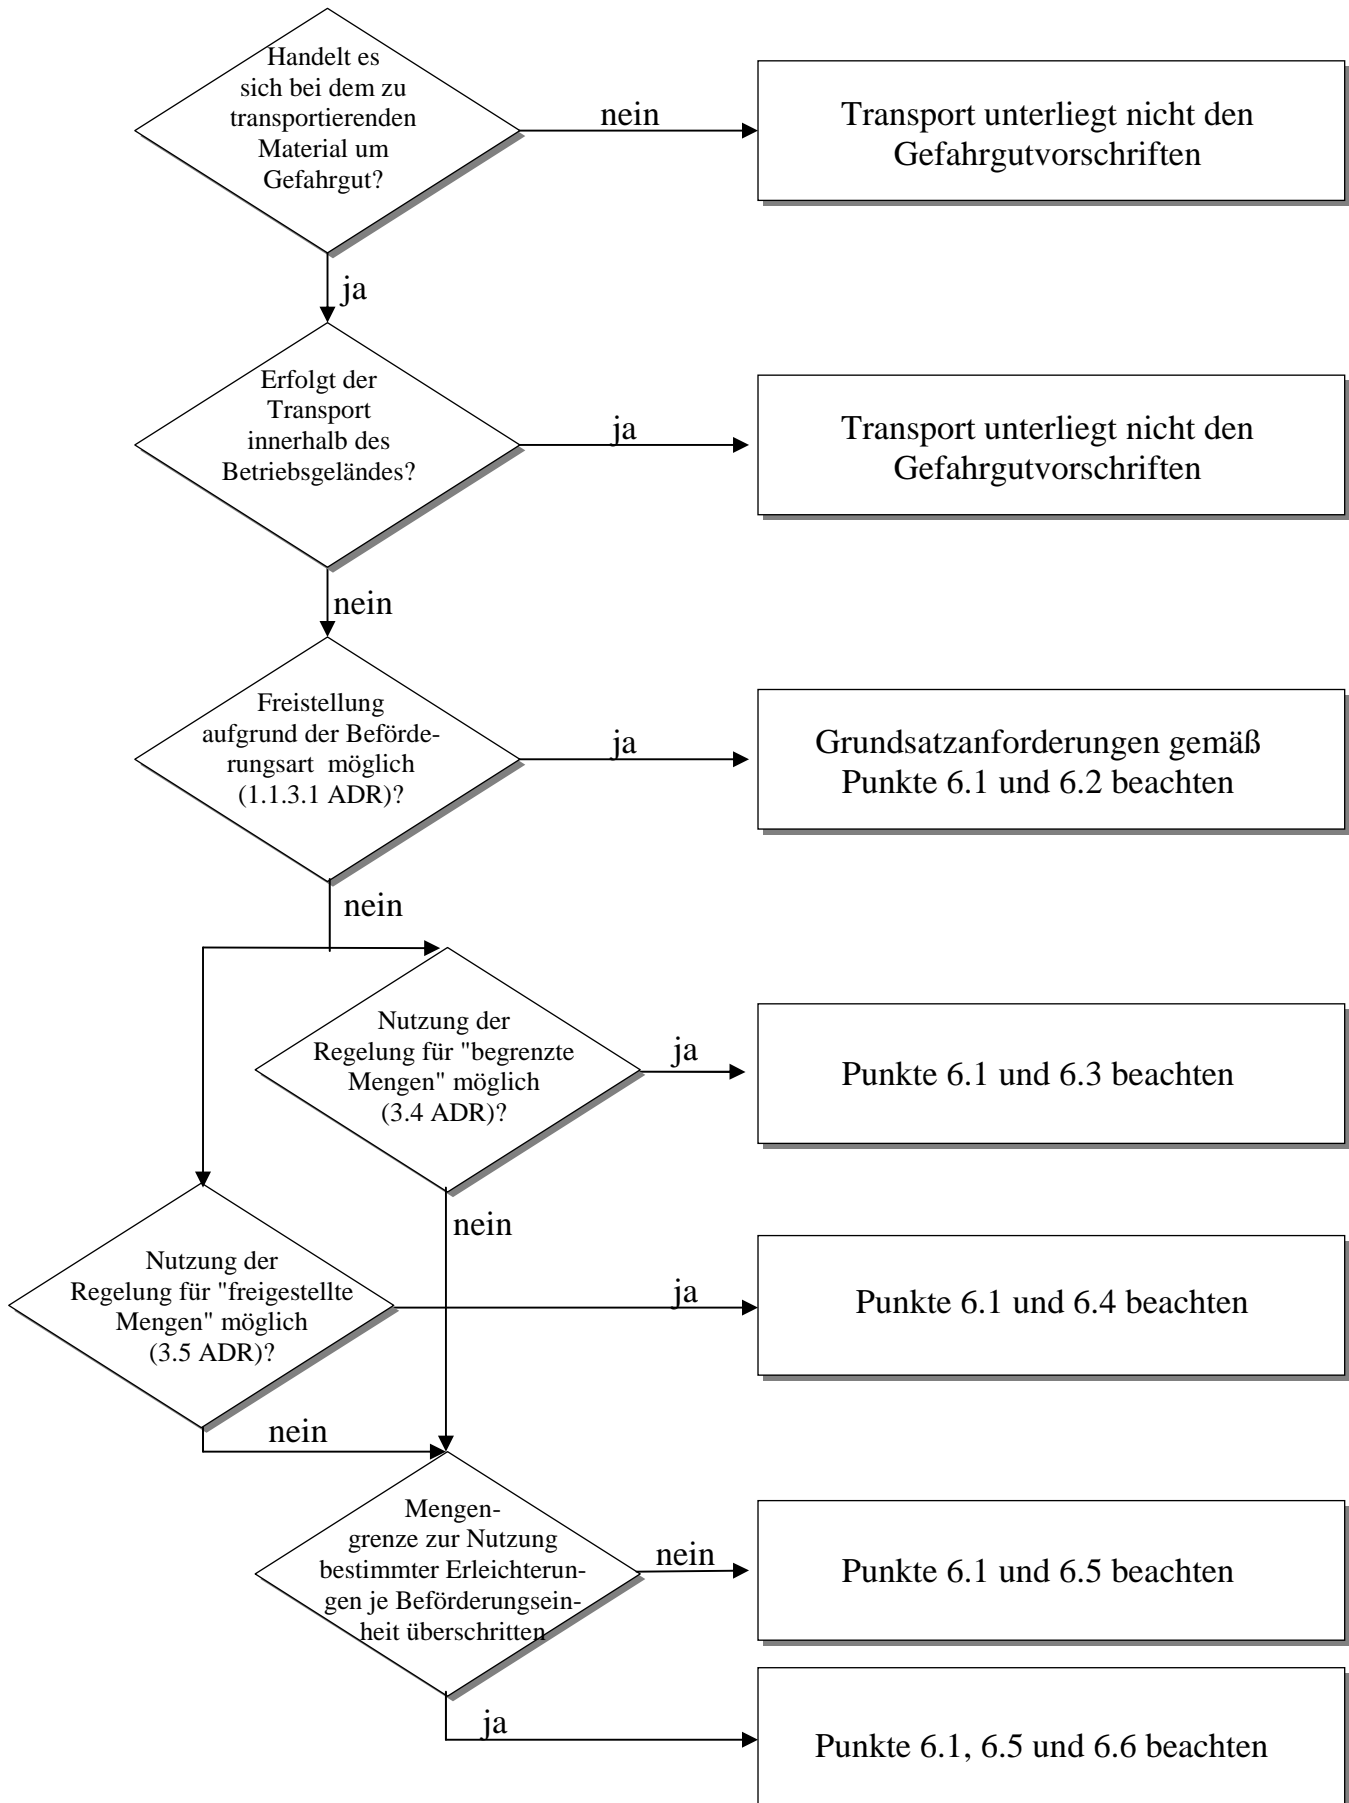 Handelt es
sich bei dem zu
transportierenden
Material um
Gefahrgut?
nein
Transport unterliegt nicht den
Gefahrgutvorschriften
ja
Erfolgt der
Transport
innerhalb des
Betriebsgeländes?
ja
Transport unterliegt nicht den
Gefahrgutvorschriften
nein
Freistellung
aufgrund der Beförde-
rungsart möglich
(1.1.3.1 ADR)?
ja
Grundsatzanforderungen gemäß
Punkte 6.1 und 6.2 beachten
nein
Nutzung der
Regelung für "begrenzte
Mengen" möglich
(3.4 ADR)?
ja
Punkte 6.1 und 6.3 beachten
nein
Nutzung der
Regelung für "freigestellte
Mengen" möglich
(3.5 ADR)?
ja
Punkte 6.1 und 6.4 beachten
nein
Mengen-
grenze zur Nutzung
bestimmter Erleichterun-
gen je Beförderungsein-
heit überschritten
nein
Punkte 6.1 und 6.5 beachten
ja
Punkte 6.1, 6.5 und 6.6 beachten